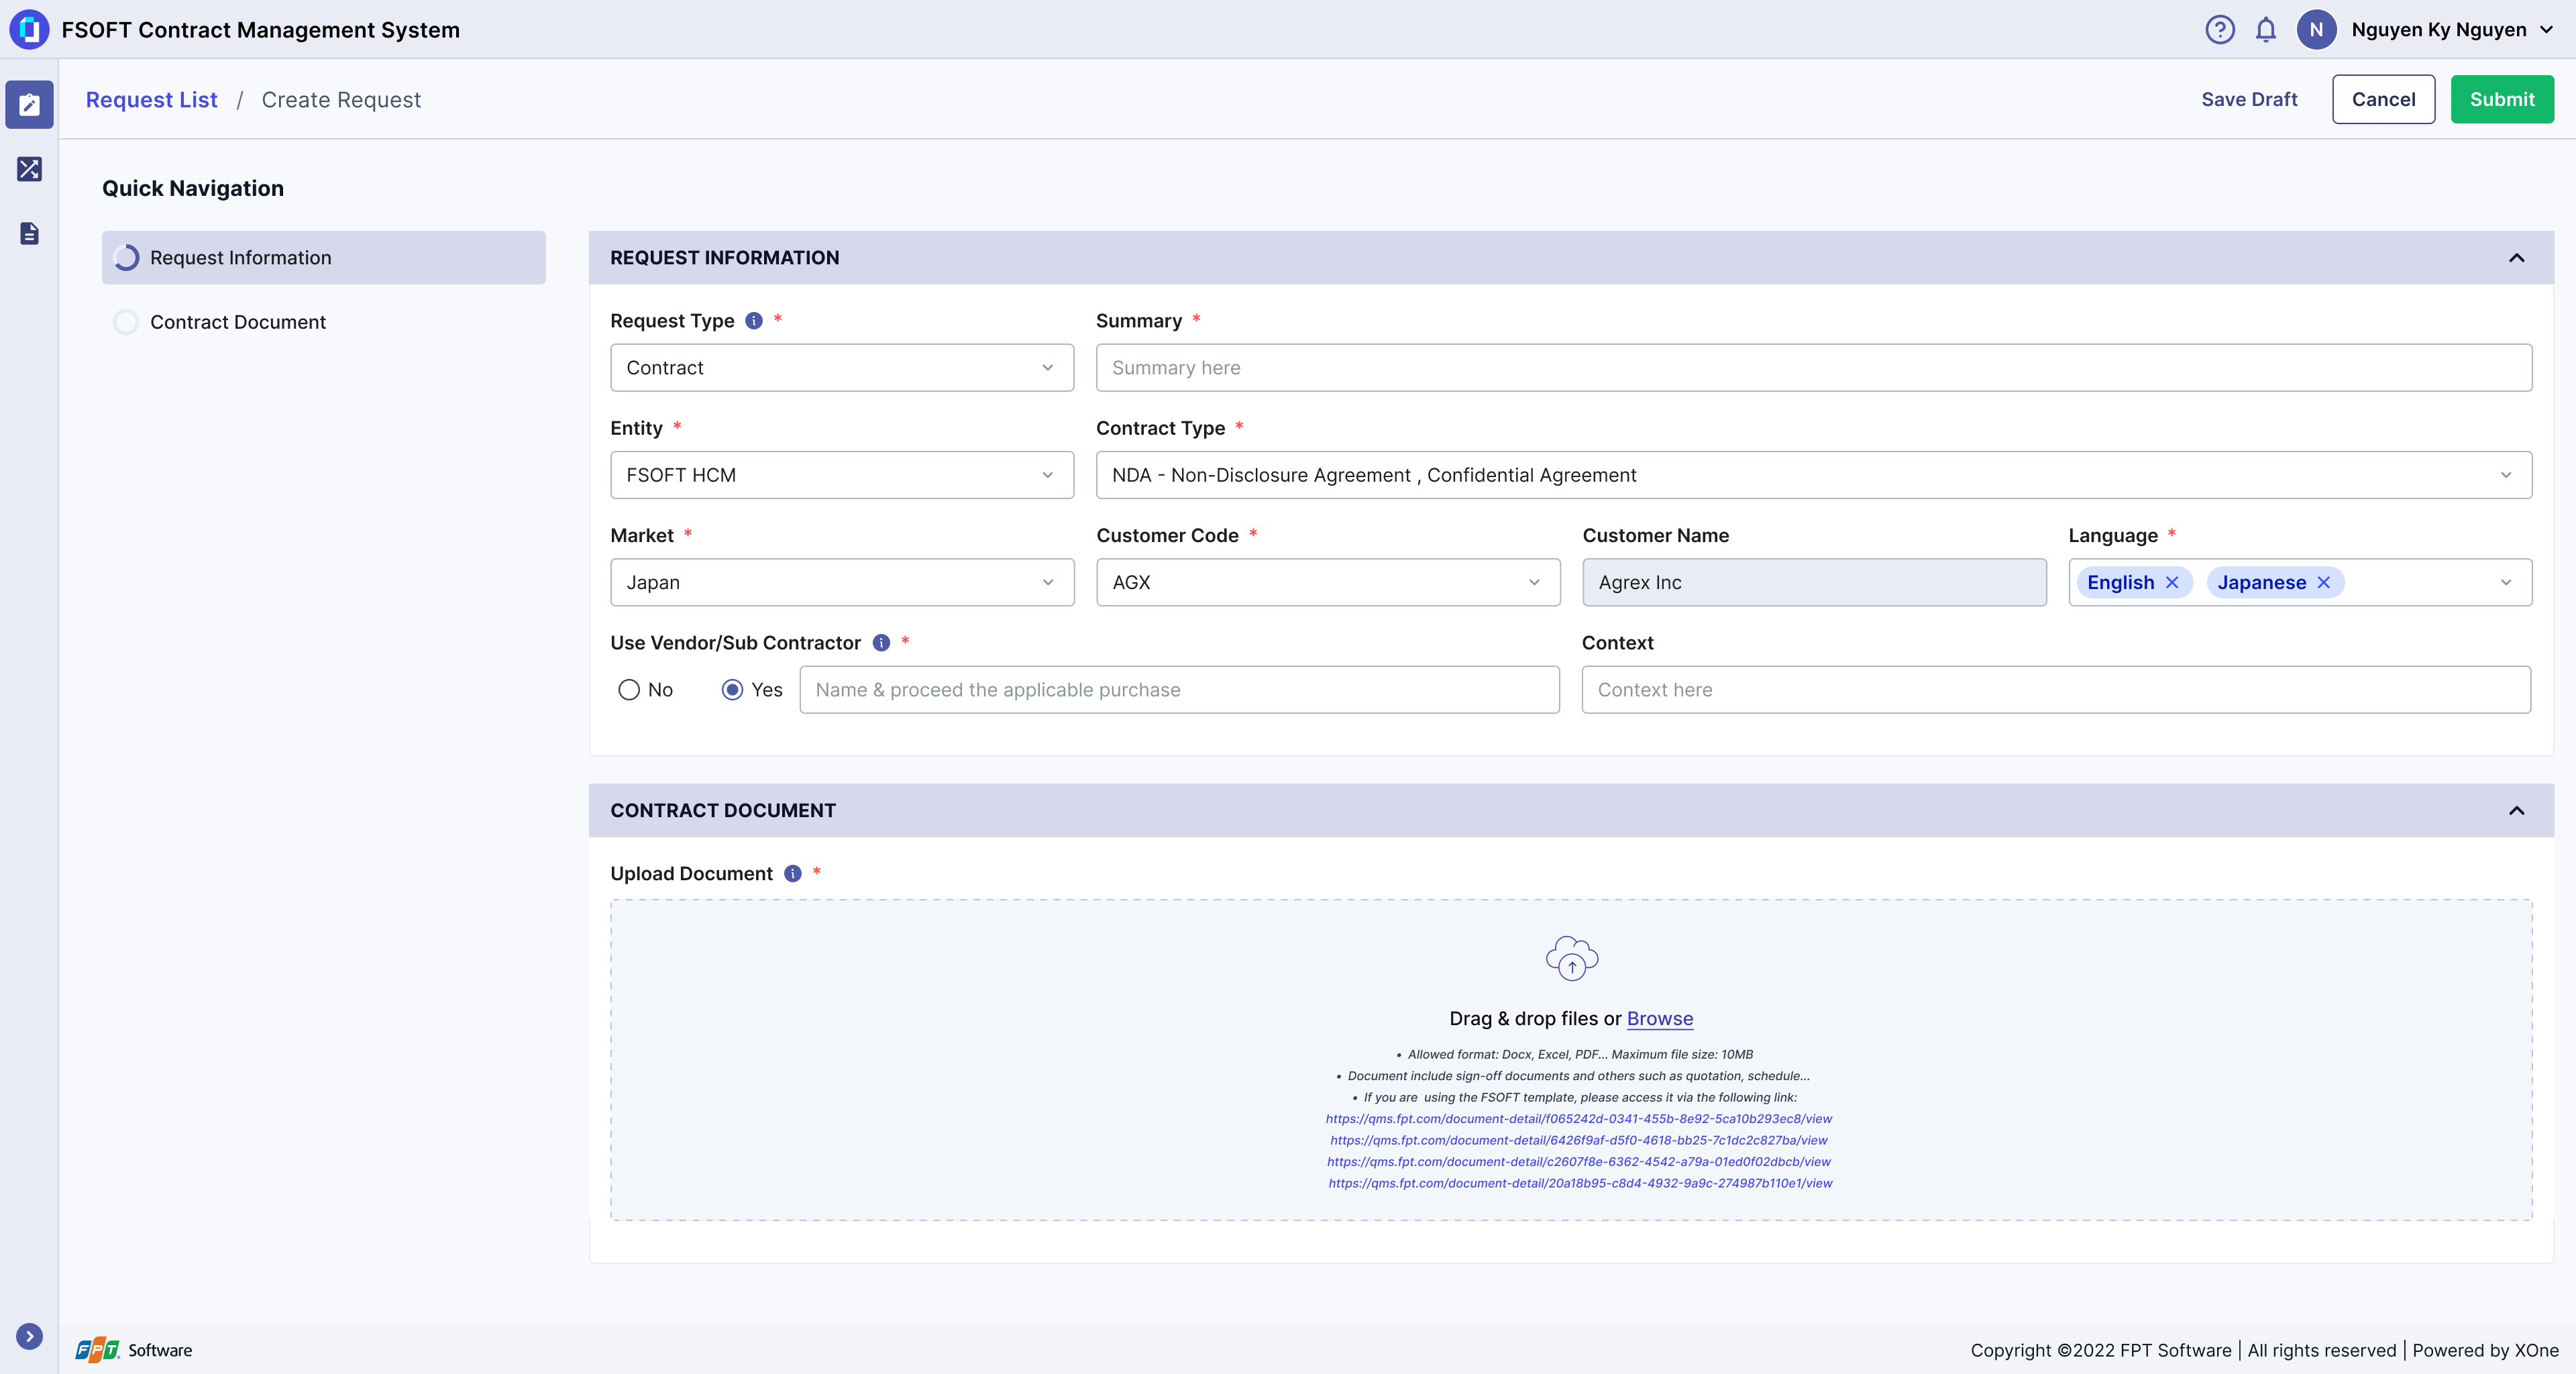 FSOFT Contract Management System
N Nguyen Ky Nguyen
Request List / Create Request
Save Draft Cancel Submit
Quick Navigation
Request Information
Contract Document
REQUEST INFORMATION
Request Type *
Summary *
Contract
Summary here
Entity *
Contract Type *
FSOFT HCM
NDA - Non-Disclosure Agreement , Confidential Agreement
Market *
Customer Code *
Customer Name
Language *
Japan
AGX
Agrex Inc
English Japanese
Use Vendor/Sub Contractor *
Context
No Yes Name & proceed the applicable purchase
Context here
CONTRACT DOCUMENT
Upload Document *
Drag & drop files or Browse
• Allowed format: Docx, Excel, PDF... Maximum file size: 10MB
• Document include sign-off documents and others such as quotation, schedule...
• If you are using the FSOFT template, please access it via the following link:
https://qms.fpt.com/document-detail/f065242d-0341-455b-8e92-5ca10b293ec8/view
https://qms.fpt.com/document-detail/6426f9af-d5f0-4618-bb25-7c1dc2c827ba/view
https://qms.fpt.com/document-detail/c2607f8e-6362-4542-a79a-01ed0f02dbcb/view
https://qms.fpt.com/document-detail/20a18b95-c8d4-4932-9a9c-274987b110e1/view
FPT Software
Copyright ©2022 FPT Software | All rights reserved | Powered by XOne